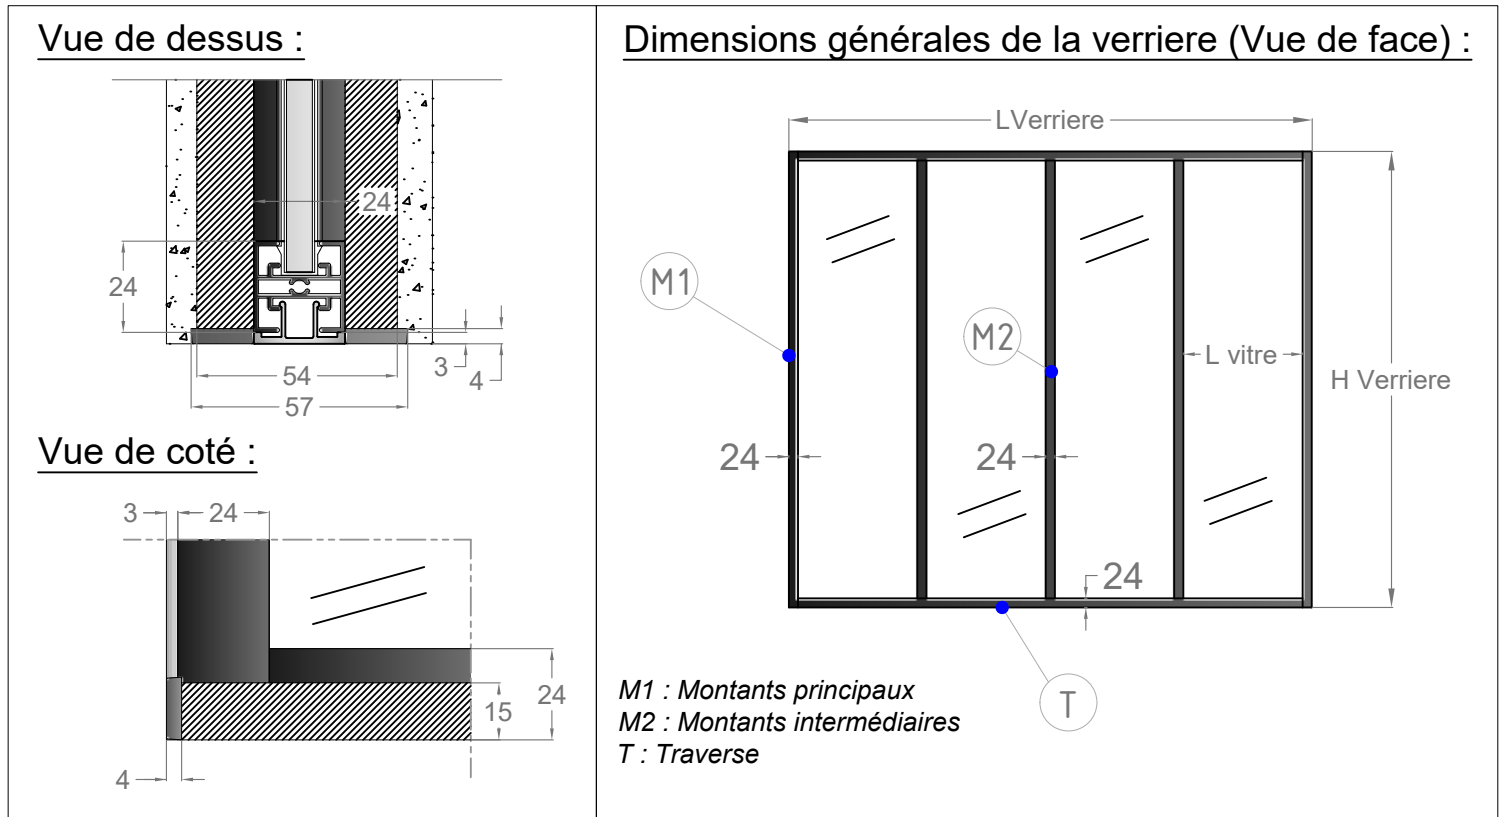 Vue de dessus :
24
24
3
4
54
57
Vue de coté :
3
24
24
15
4
Dimensions générales de la verriere (Vue de face) :
LVerriere
M1
M2
L vitre
H Verriere
24
24
24
T
M1 : Montants principaux
M2 : Montants intermédiaires
T : Traverse